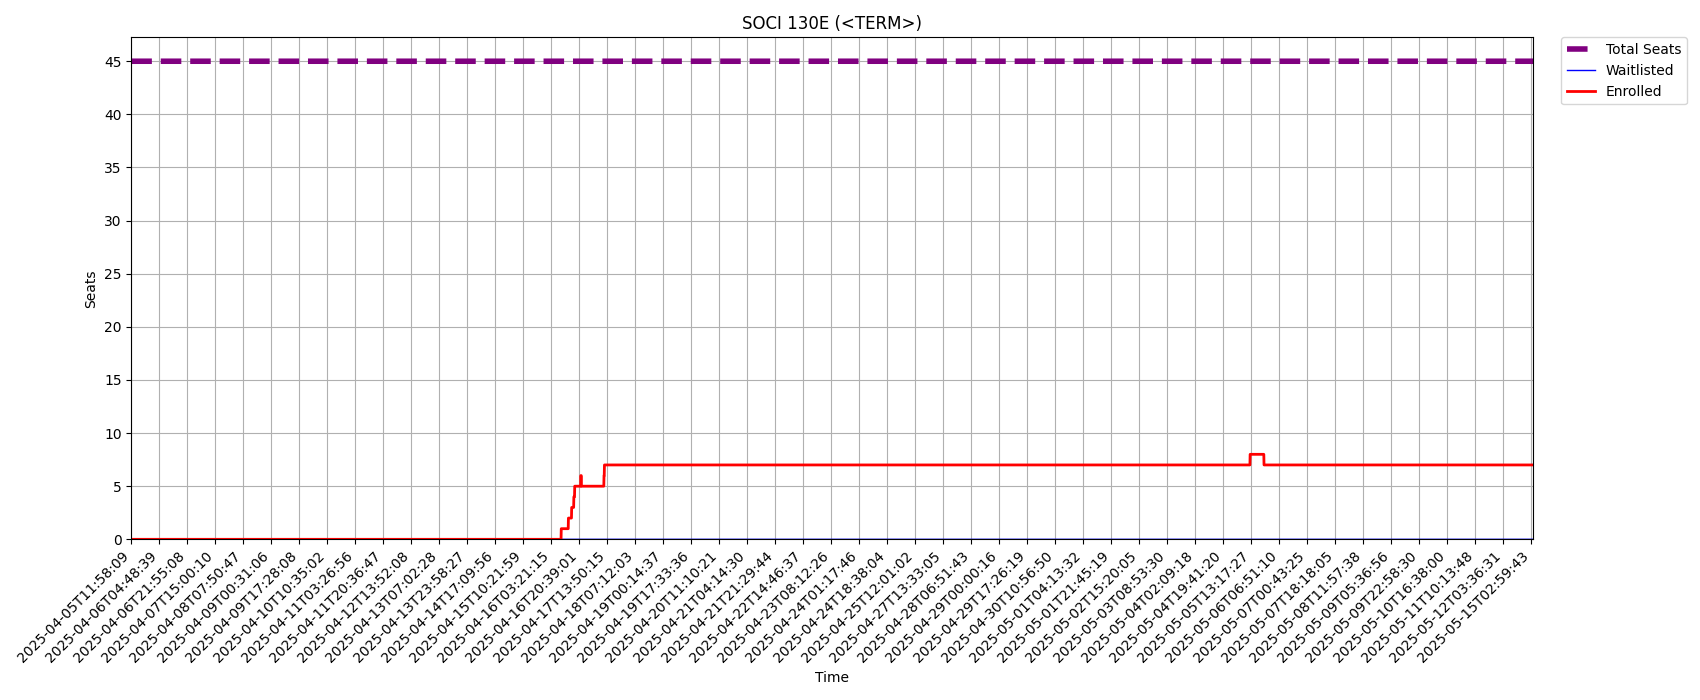 SOCI 130E (<TERM>)
Total Seats
Waitlisted
Enrolled
45
40
35
30
25
20
15
10
5
0
Seats
2025-04-05T11:58:09
2025-04-06T04:48:39
2025-04-06T21:55:08
2025-04-07T15:00:10
2025-04-08T07:50:47
2025-04-09T00:31:06
2025-04-09T17:28:08
2025-04-10T10:35:02
2025-04-11T03:26:56
2025-04-11T20:36:47
2025-04-12T13:52:08
2025-04-13T07:02:28
2025-04-13T23:58:27
2025-04-14T17:09:56
2025-04-15T10:21:59
2025-04-16T03:21:15
2025-04-16T20:39:01
2025-04-17T13:50:15
2025-04-18T07:12:03
2025-04-19T00:14:37
2025-04-19T17:33:36
2025-04-20T11:10:21
2025-04-21T04:14:30
2025-04-21T21:29:44
2025-04-22T14:46:37
2025-04-23T08:12:26
2025-04-24T01:17:46
2025-04-24T18:38:04
2025-04-25T12:01:02
2025-04-27T13:33:05
2025-04-28T06:51:43
2025-04-29T00:00:16
2025-04-29T17:26:19
2025-04-30T10:56:50
2025-05-01T04:13:32
2025-05-01T21:45:19
2025-05-02T15:20:05
2025-05-03T08:53:30
2025-05-04T02:09:18
2025-05-04T19:41:20
2025-05-05T13:17:27
2025-05-06T06:51:10
2025-05-07T00:43:25
2025-05-07T18:18:05
2025-05-08T11:57:38
2025-05-09T05:36:56
2025-05-09T22:58:30
2025-05-10T16:38:00
2025-05-11T10:13:48
2025-05-12T03:36:31
2025-05-15T02:59:43
Time